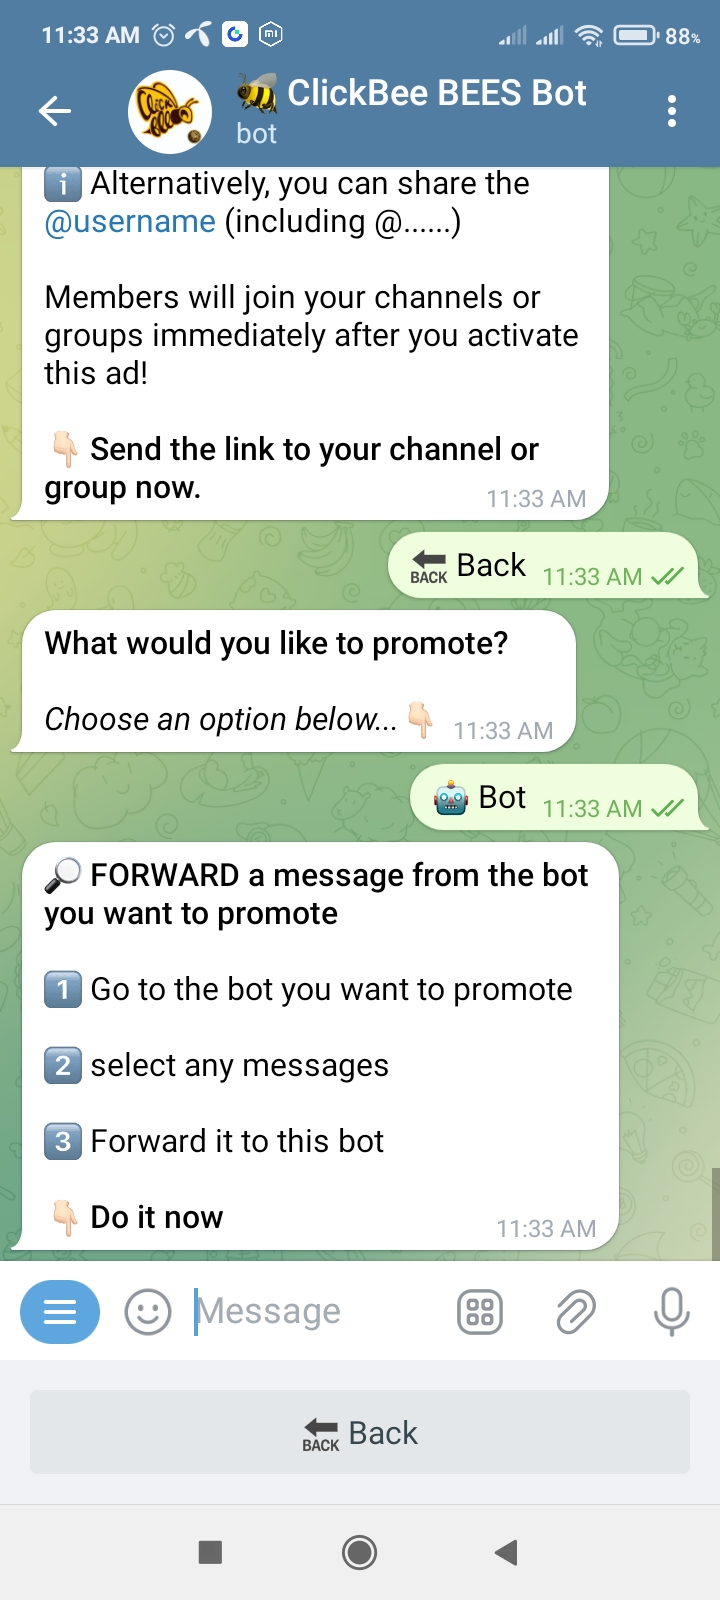 11:33 AM
88%
ClickBee BEES Bot
bot
i Alternatively, you can share the
@username (including @......)
Members will join your channels or
groups immediately after you activate
this ad!
👇🏻 Send the link to your channel or
group now.
11:33 AM
🔙 Back 11:33 AM
What would you like to promote?
Choose an option below...👇🏻 11:33 AM
🤖 Bot 11:33 AM
🔎 FORWARD a message from the bot
you want to promote
1 Go to the bot you want to promote
2 select any messages
3 Forward it to this bot
👇🏻 Do it now
11:33 AM
Message
BACK Back